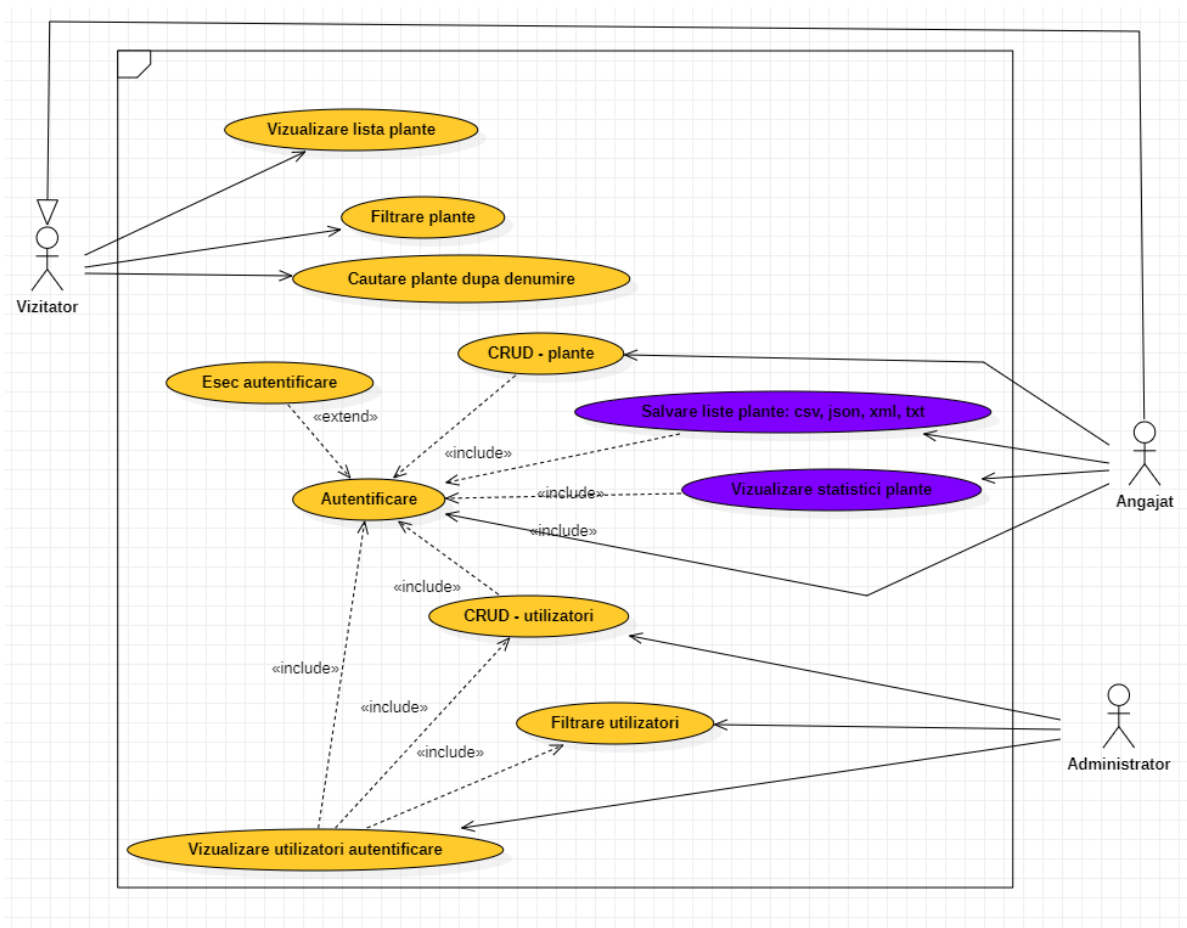 Vizualizare lista plante
Filtrare plante
Cautare plante dupa denumire
Vizitator
CRUD - plante
Esec autentificare
«extend»
Salvare liste plante: csv, json, xml, txt
«include»
Autentificare
«include»
Vizualizare statistici plante
Angajat
«include»
«include»
CRUD - utilizatori
«include»
«include»
Filtrare utilizatori
«include»
Administrator
Vizualizare utilizatori autentificare